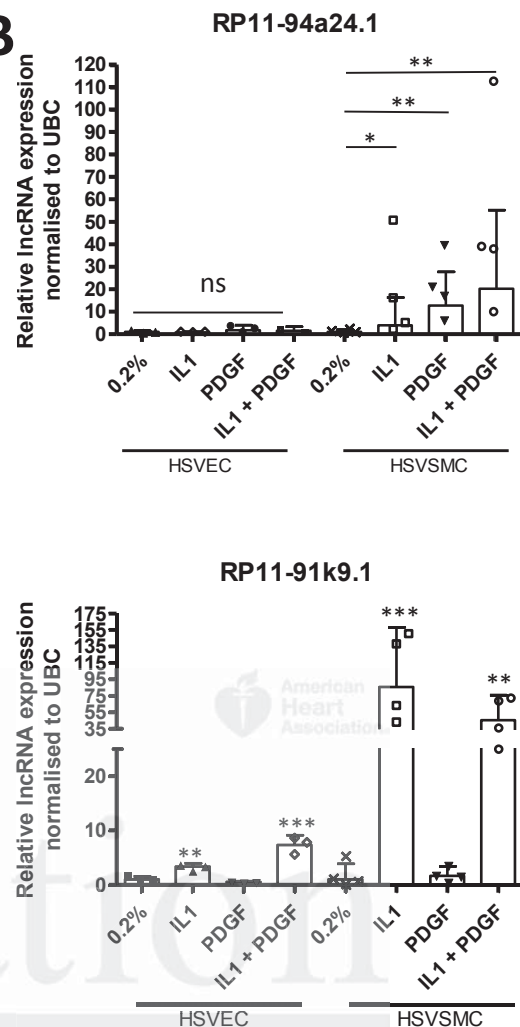 B
RP11-94a24.1
Relative lncRNA expression
normalised to UBC
120
110
100
90
80
70
60
50
40
30
20
10
0
ns
*
**
**
0.2%
IL1
PDGF
IL1 + PDGF
0.2%
IL1
PDGF
IL1 + PDGF
HSVEC
HSVSMC
RP11-91k9.1
Relative lncRNA expression
normalised to UBC
175
155
135
115
95
75
55
35
20
10
0
**
***
***
**
American
Heart
Association
0.2%
IL1
PDGF
IL1 + PDGF
0.2%
IL1
PDGF
IL1 + PDGF
HSVEC
HSVSMC